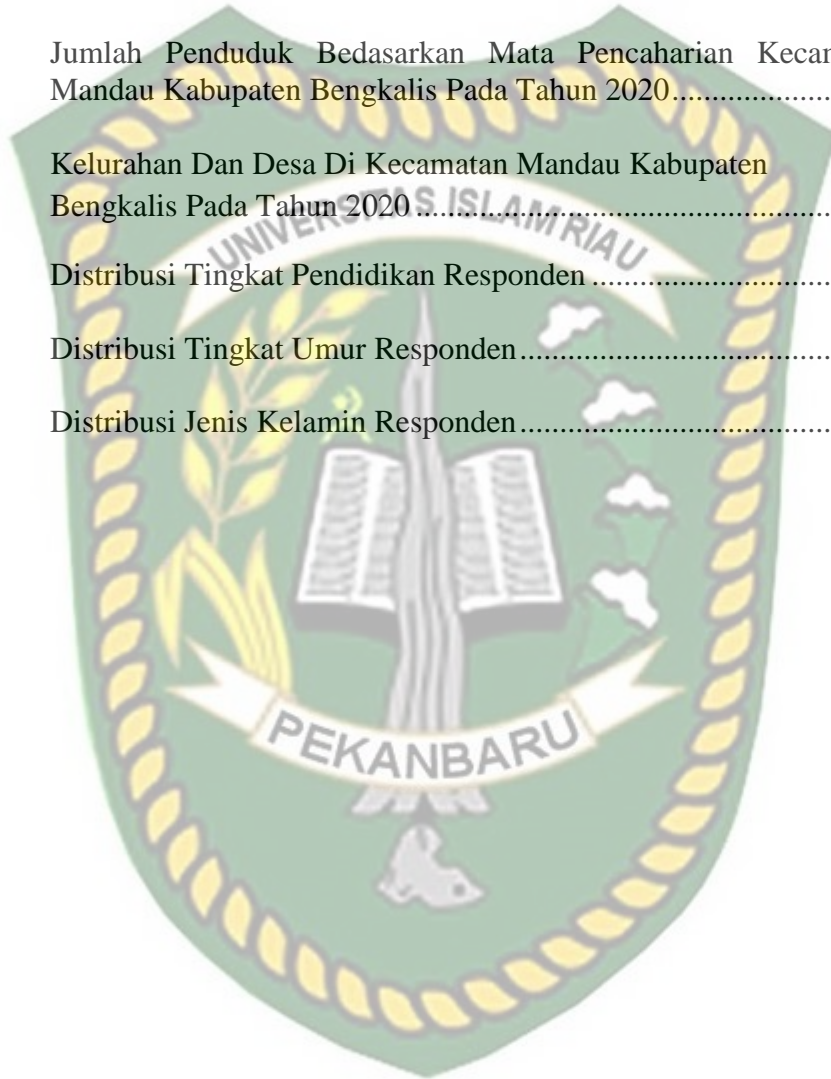 Jumlah Penduduk Bedasarkan Mata Pencaharian
Mandau Kabupaten Bengkalis Pada Tahun 2020....................
Kelurahan Dan Desa Di Kecamatan Mandau Kabupaten
Bengkalis Pada Tahun 2020....................
UNIVERSITAS ISLAM RIAU
Distribusi Tingkat Pendidikan Responden....................
Distribusi Tingkat Umur Responden....................
Distribusi Jenis Kelamin Responden....................
PEKANBARU